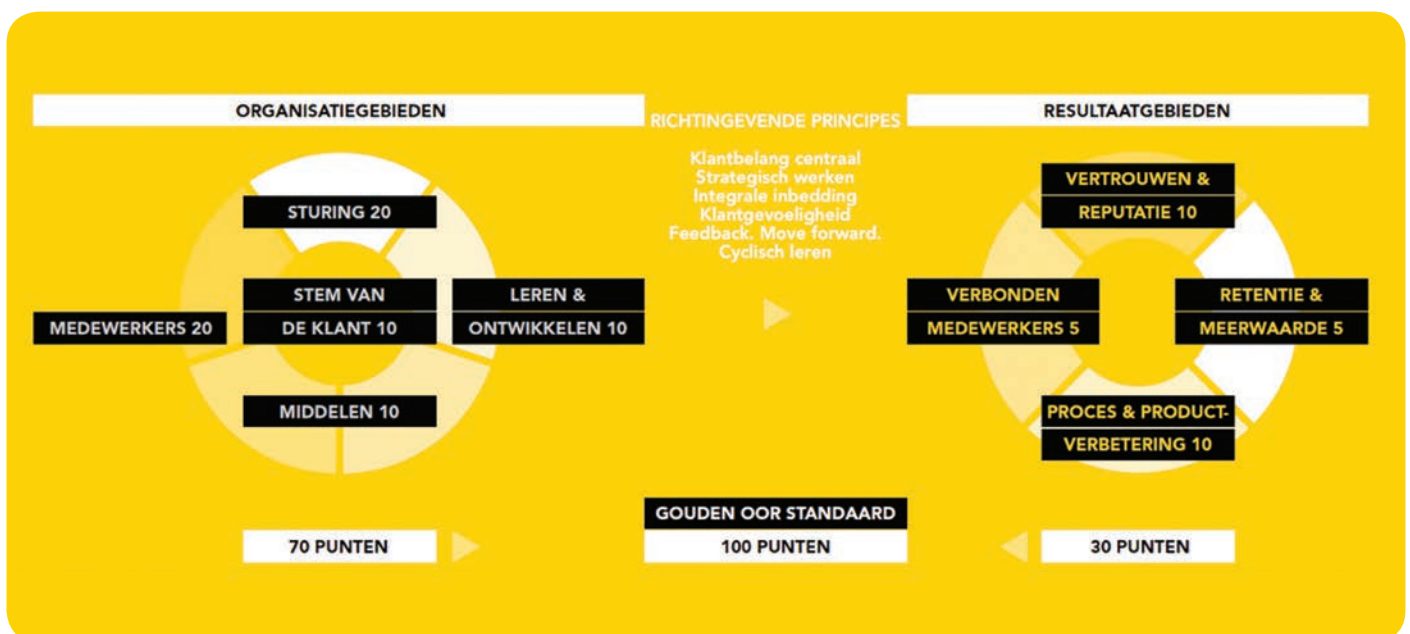 ORGANISATIEGEBIEDEN
STURING 20
STEM VAN
DE KLANT 10
LEREN &
ONTWIKKELEN 10
MEDEWERKERS 20
MIDDELEN 10
70 PUNTEN
RICHTINGEVENDE PRINCIPES
Klantbelang centraal
Strategisch werken
Integrale inbedding
Klantgevoeligheid
Feedback. Move forward.
Cyclisch leren
GOUDEN OOR STANDAARD
100 PUNTEN
RESULTAATGEBIEDEN
VERTROUWEN &
REPUTATIE 10
VERBONDEN
MEDEWERKERS 5
RETENTIE &
MEERWAARDE 5
PROCES & PRODUCT-
VERBETERING 10
30 PUNTEN